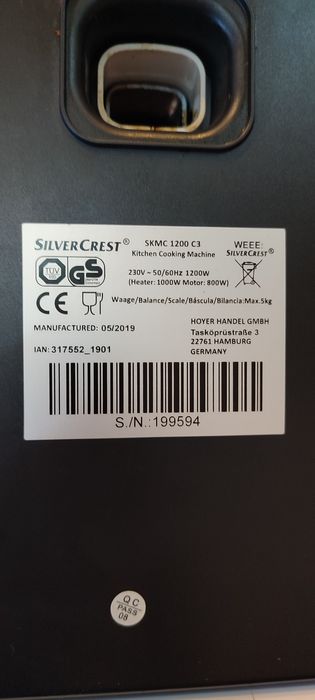 SILVERCREST® SKMC 1200 C3 WEEE:
Kitchen Cooking Machine SILVERCREST®
TÜV SÜD GS 230V ~ 50/60Hz 1200W
(Heater: 1000W Motor: 800W)
CE Waage/Balance/Scale/Báscula/Bilancia:Max.5kg
MANUFACTURED: 05/2019
HOYER HANDEL GMBH
Tasköprüstraße 3
22761 HAMBURG
GERMANY
IAN: 317552_1901
S./N.:199594
QC
PASS
08